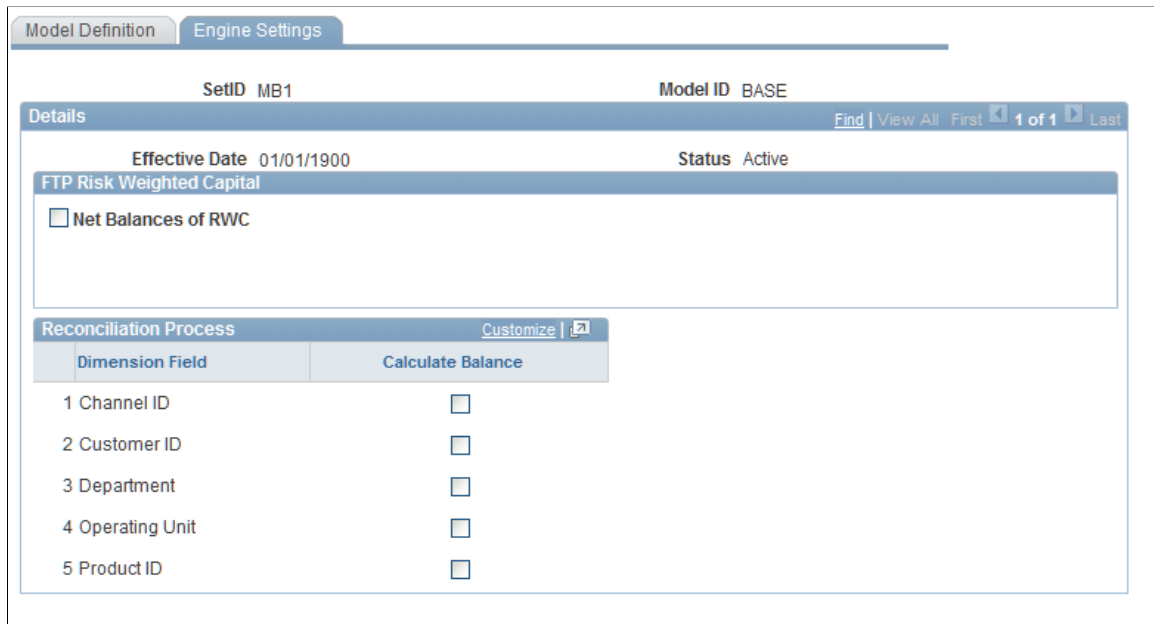 Model Definition Engine Settings
SetID MB1 Model ID BASE
Details Find | View All First 1 of 1 Last
Effective Date 01/01/1900 Status Active
FTP Risk Weighted Capital
Net Balances of RWC
Reconciliation Process Customize |
Dimension Field Calculate Balance
1 Channel ID
2 Customer ID
3 Department
4 Operating Unit
5 Product ID